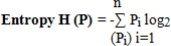 n
Entropy H (P) = -∑ Pi log2
(Pi) i=1